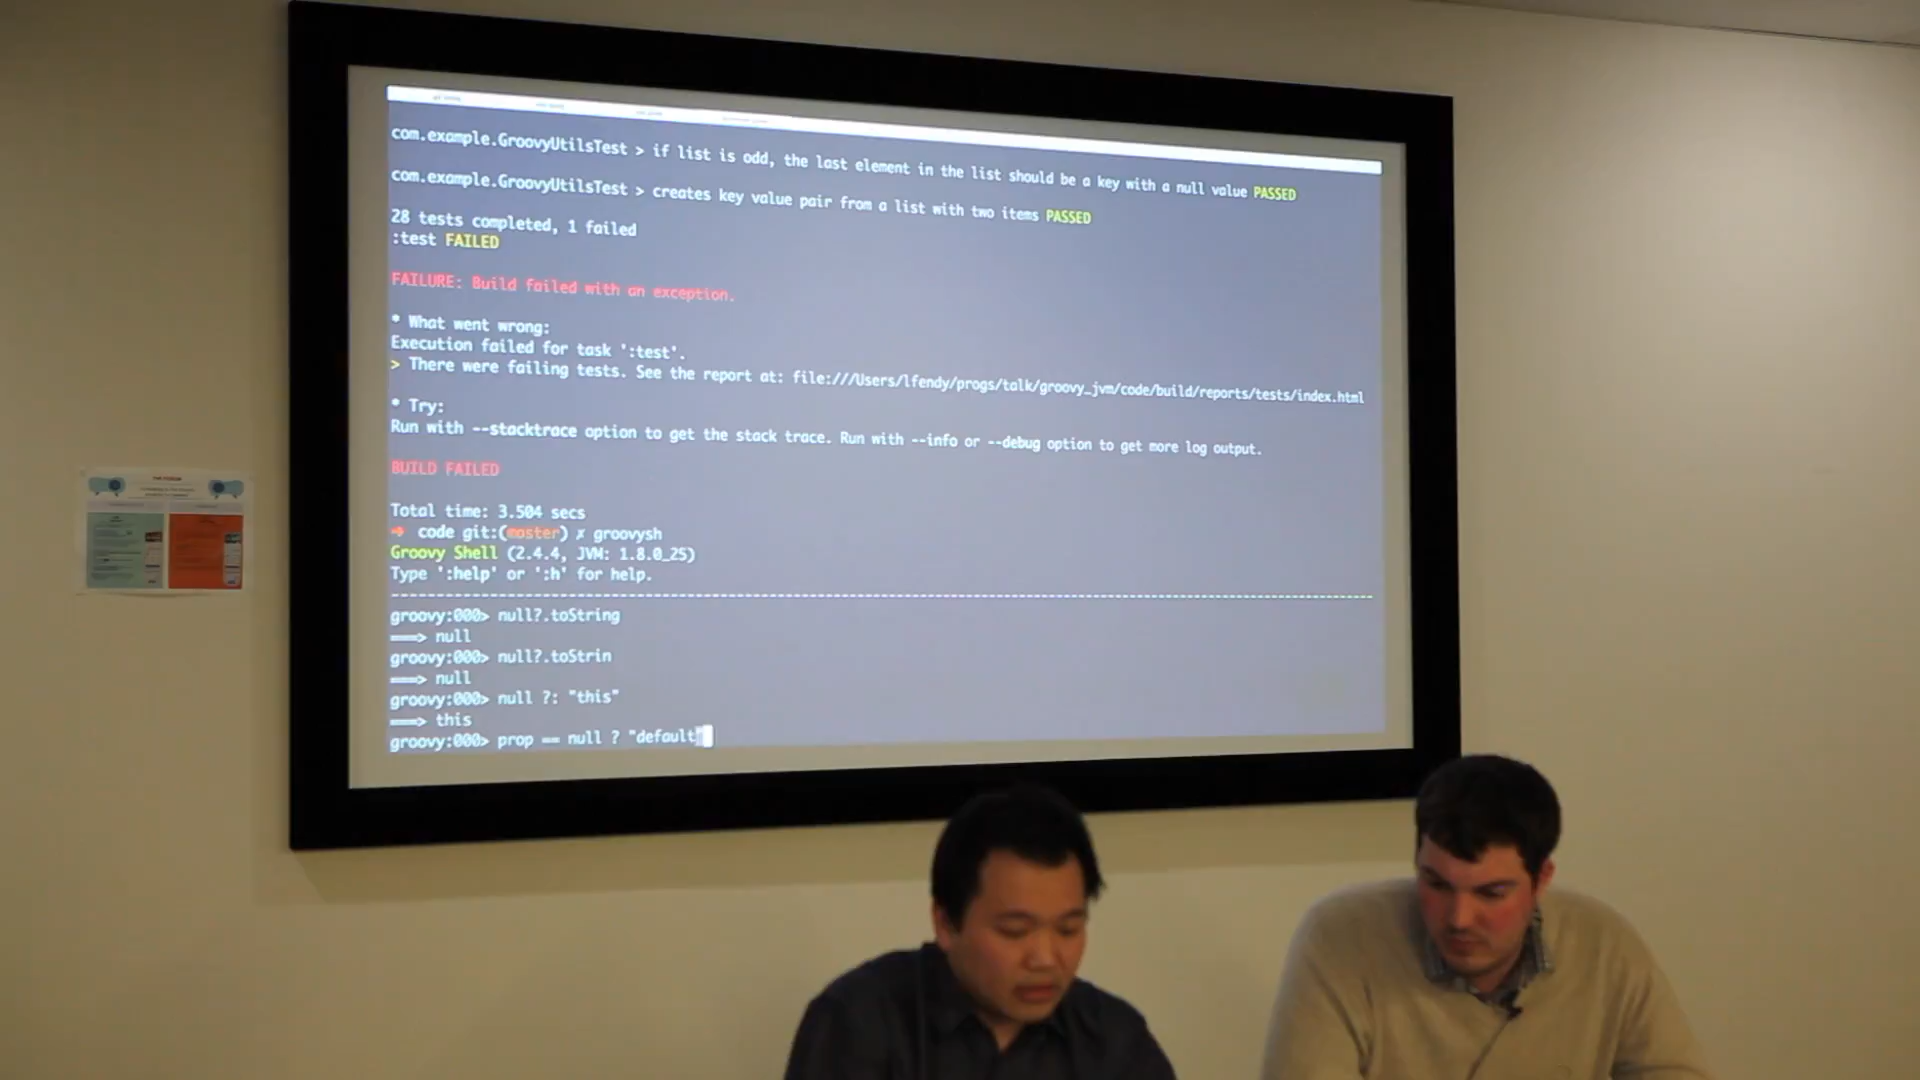 com.example.GroovyUtilsTest > if list is odd, the last element in the list should be a key with a null value PASSED
com.example.GroovyUtilsTest > creates key value pair from a list with two items PASSED
28 tests completed, 1 failed
:test FAILED
FAILURE: Build failed with an exception.
* What went wrong:
Execution failed for task ':test'.
> There were failing tests. See the report at: file:///Users/lfendy/progs/talk/groovy_jvm/code/build/reports/tests/index.html
* Try:
Run with --stacktrace option to get the stack trace. Run with --info or --debug option to get more log output.
BUILD FAILED
Total time: 3.504 secs
➜ code git:(master) ✗ groovysh
Groovy Shell (2.4.4, JVM: 1.8.0_25)
Type ':help' or ':h' for help.
groovy:000> null?.toString
===> null
groovy:000> null?.toStrin
===> null
groovy:000> null ?: "this"
===> this
groovy:000> prop == null ? "default"